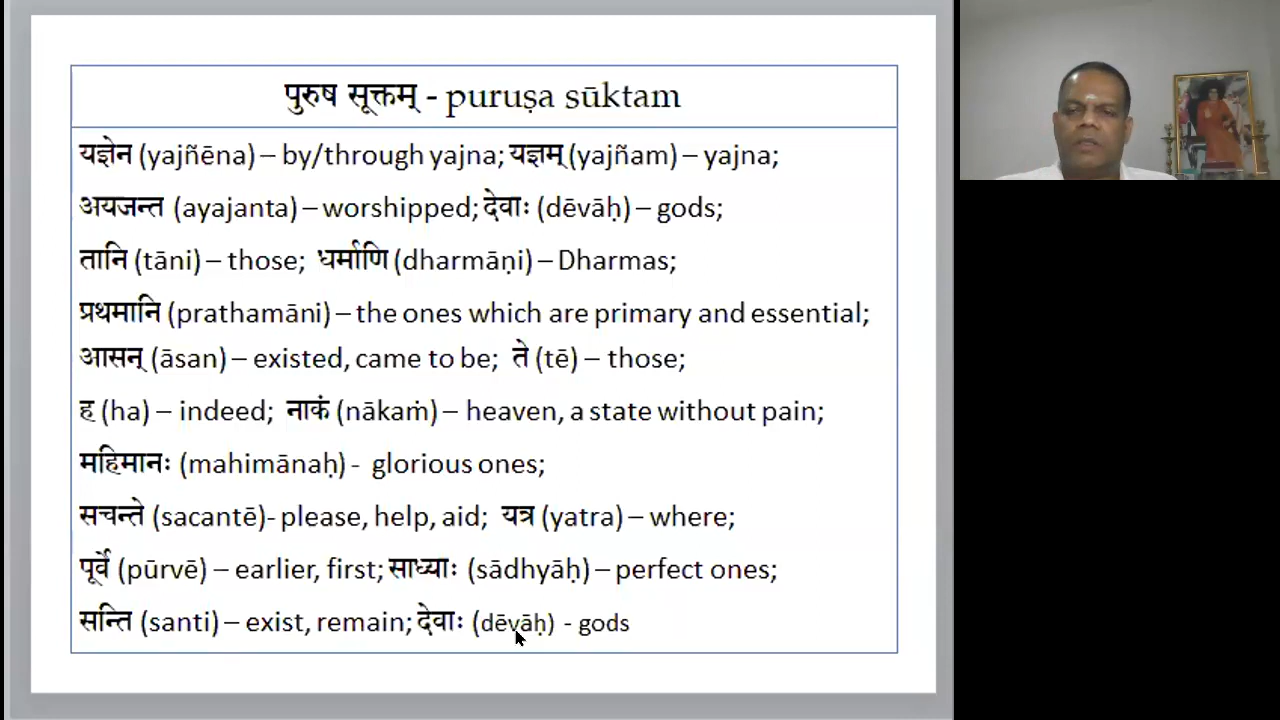 पुरुष सूक्तम् - puruṣa sūktam
यज्ञेन (yajñēna) – by/through yajna; यज्ञम् (yajñam) – yajna;
अयजन्त (ayajanta) – worshipped; देवाः (dēvāḥ) – gods;
तानि (tāni) – those; धर्माणि (dharmāṇi) – Dharmas;
प्रथमानि (prathamāni) – the ones which are primary and essential;
आसन् (āsan) – existed, came to be; ते (tē) – those;
ह (ha) – indeed; नाकं (nākaṁ) – heaven, a state without pain;
महिमानः (mahimānaḥ) - glorious ones;
सचन्ते (sacantē)- please, help, aid; यत्र (yatra) – where;
पूर्वे (pūrvē) – earlier, first; साध्याः (sādhyāḥ) – perfect ones;
सन्ति (santi) – exist, remain; देवाः (dēvāḥ) - gods